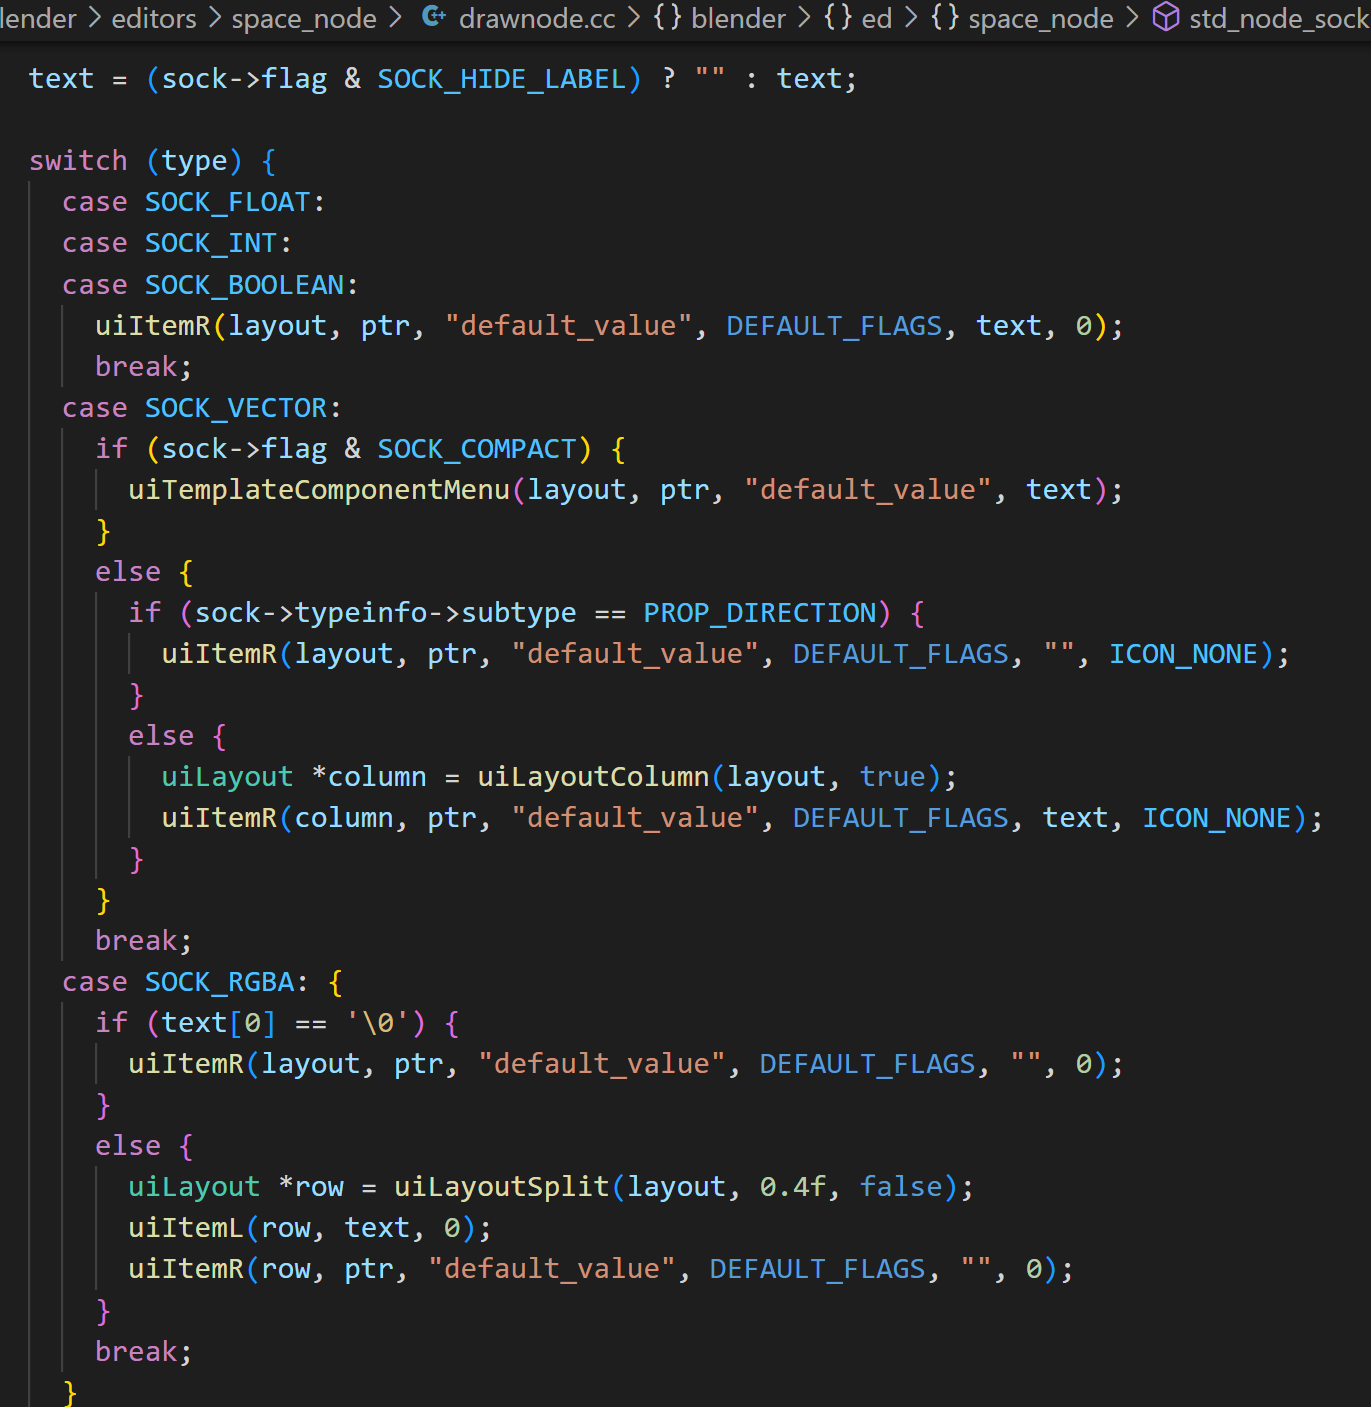 lender > editors > space_node > C++ drawnode.cc > {} blender > {} ed > {} space_node > std_node_sock
text = (sock->flag & SOCK_HIDE_LABEL) ? "" : text;
switch (type) {
case SOCK_FLOAT:
case SOCK_INT:
case SOCK_BOOLEAN:
uiItemR(layout, ptr, "default_value", DEFAULT_FLAGS, text, 0);
break;
case SOCK_VECTOR:
if (sock->flag & SOCK_COMPACT) {
uiTemplateComponentMenu(layout, ptr, "default_value", text);
}
else {
if (sock->typeinfo->subtype == PROP_DIRECTION) {
uiItemR(layout, ptr, "default_value", DEFAULT_FLAGS, "", ICON_NONE);
}
else {
uiLayout *column = uiLayoutColumn(layout, true);
uiItemR(column, ptr, "default_value", DEFAULT_FLAGS, text, ICON_NONE);
}
}
break;
case SOCK_RGBA: {
if (text[0] == '\0') {
uiItemR(layout, ptr, "default_value", DEFAULT_FLAGS, "", 0);
}
else {
uiLayout *row = uiLayoutSplit(layout, 0.4f, false);
uiItemL(row, text, 0);
uiItemR(row, ptr, "default_value", DEFAULT_FLAGS, "", 0);
}
break;
}